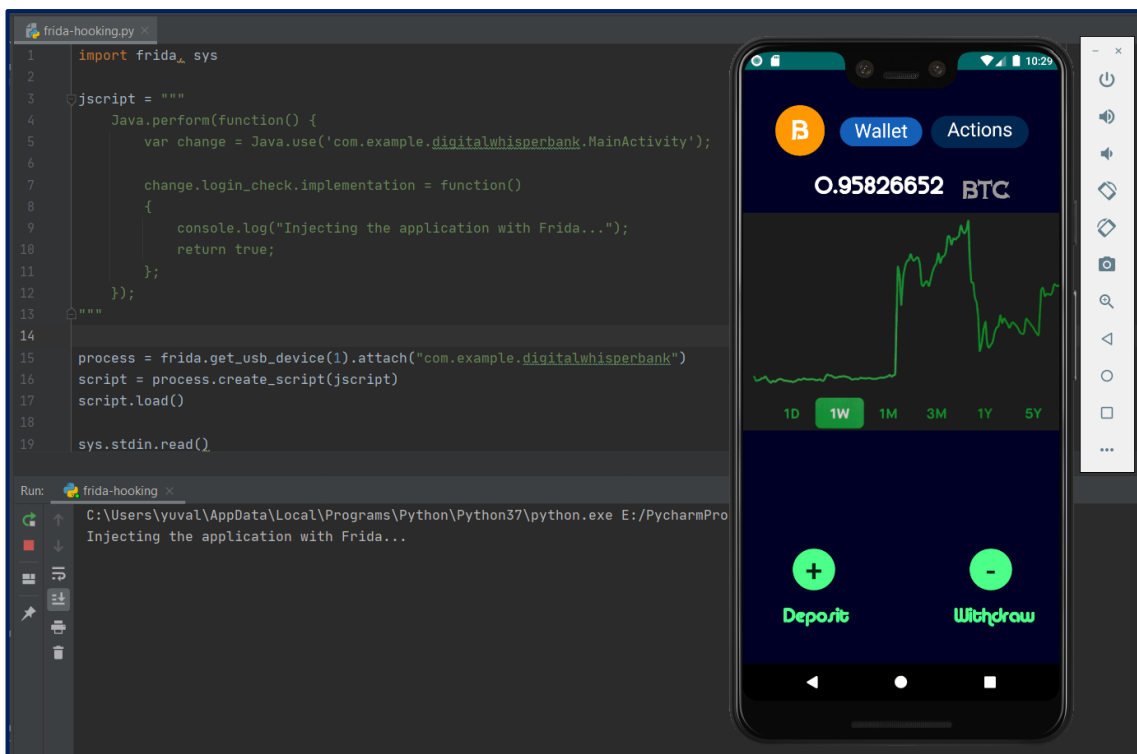 frida-hooking.py
1 import frida, sys
2
3 jscript = """
4 Java.perform(function() {
5 var change = Java.use('com.example.digitalwhisperbank.MainActivity');
6
7 change.login_check.implementation = function()
8 {
9 console.log("Injecting the application with Frida...");
10 return true;
11 };
12 });
13 """
14
15 process = frida.get_usb_device(1).attach("com.example.digitalwhisperbank")
16 script = process.create_script(jscript)
17 script.load()
18
19 sys.stdin.read()
Run: frida-hooking
C:\Users\yuval\AppData\Local\Programs\Python\Python37\python.exe E:/PycharmPro
Injecting the application with Frida...
10:29
B Wallet Actions
0.95826652 BTC
1D 1W 1M 3M 1Y 5Y
+ -
Deposit Withdraw